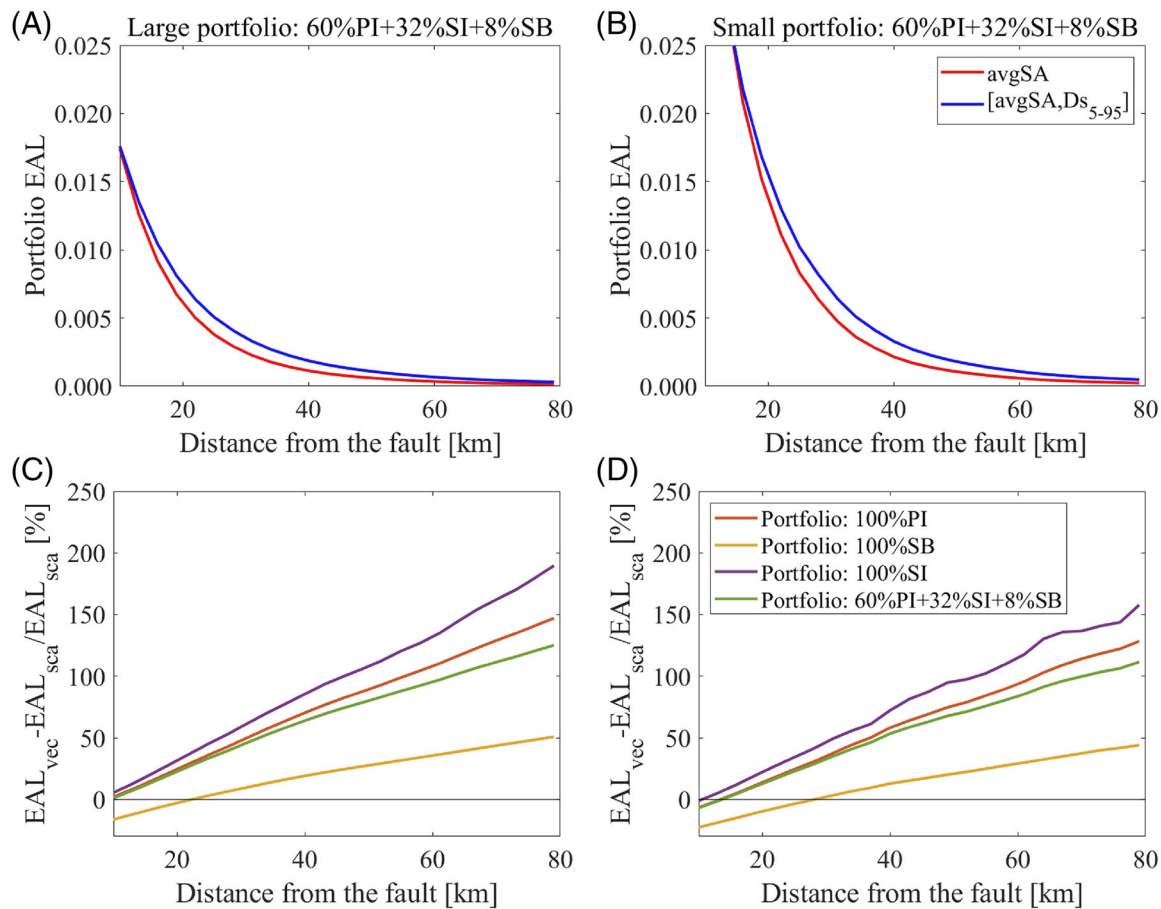 (A) Large portfolio: 60%PI+32%SI+8%SB
0.025
0.020
0.015
0.010
0.005
0.000
Portfolio EAL
20 40 60 80
Distance from the fault [km]
(B) Small portfolio: 60%PI+32%SI+8%SB
avgSA
[avgSA,Ds5-95]
0.025
0.020
0.015
0.010
0.005
0.000
Portfolio EAL
20 40 60 80
Distance from the fault [km]
(C)
250
200
150
100
50
0
EALvec-EALsca/EALsca [%]
20 40 60 80
Distance from the fault [km]
(D)
Portfolio: 100%PI
Portfolio: 100%SB
Portfolio: 100%SI
Portfolio: 60%PI+32%SI+8%SB
250
200
150
100
50
0
EALvec-EALsca/EALsca [%]
20 40 60 80
Distance from the fault [km]